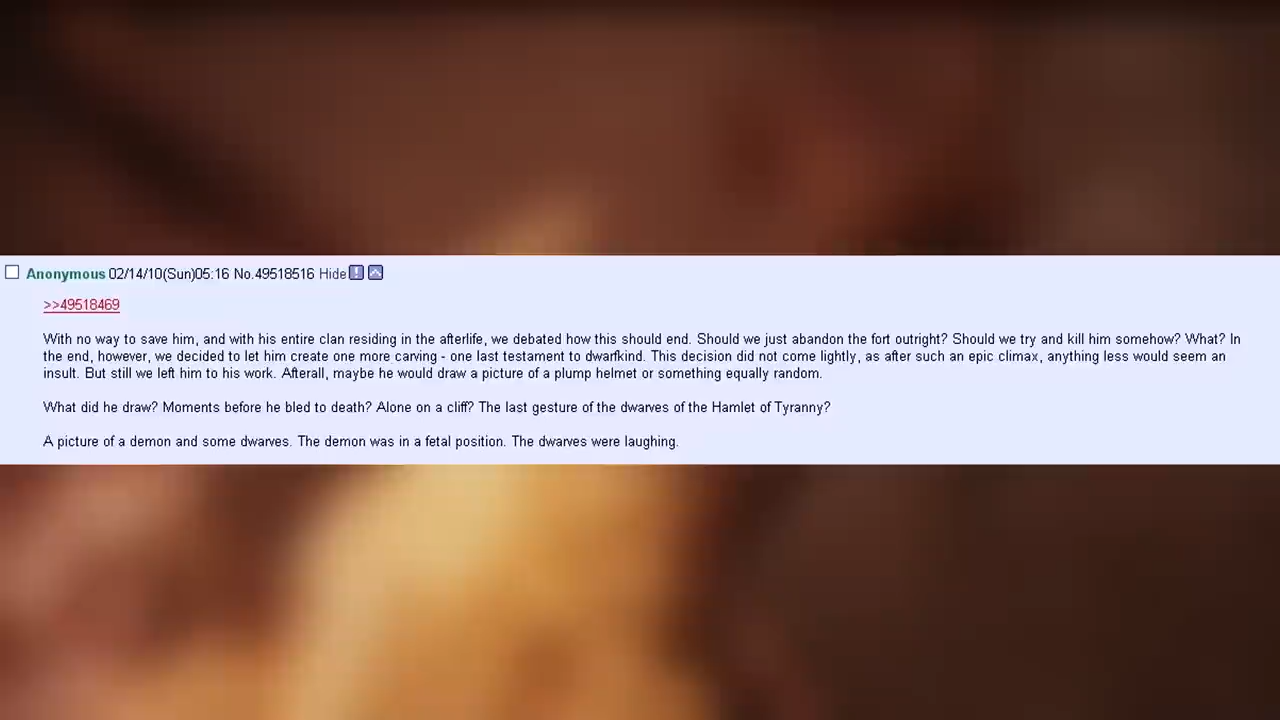 Anonymous 02/14/10(Sun)05:16 No.49518516 Hide
>>49518469
With no way to save him, and with his entire clan residing in the afterlife, we debated how this should end. Should we just abandon the fort outright? Should we try and kill him somehow? What? In
the end, however, we decided to let him create one more carving - one last testament to dwarfkind. This decision did not come lightly, as after such an epic climax, anything less would seem an
insult. But still we left him to his work. Afterall, maybe he would draw a picture of a plump helmet or something equally random.
What did he draw? Moments before he bled to death? Alone on a cliff? The last gesture of the dwarves of the Hamlet of Tyranny?
A picture of a demon and some dwarves. The demon was in a fetal position. The dwarves were laughing.